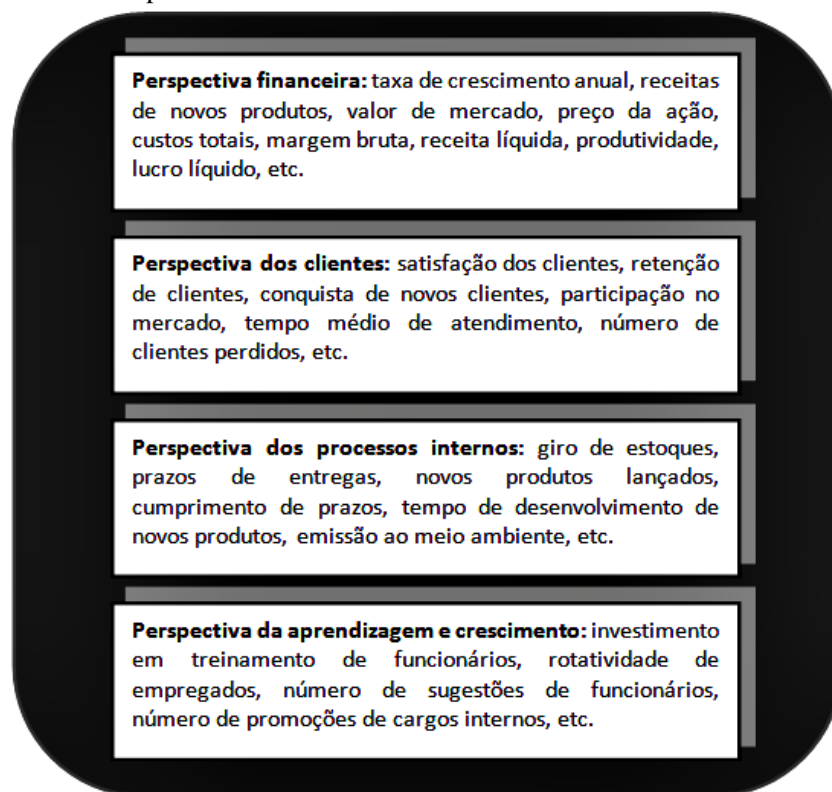 Perspectiva financeira: taxa de crescimento anual, receitas
de novos produtos, valor de mercado, preço da ação,
custos totais, margem bruta, receita líquida, produtividade,
lucro líquido, etc.
Perspectiva dos clientes: satisfação dos clientes, retenção
de clientes, conquista de novos clientes, participação no
mercado, tempo médio de atendimento, número de
clientes perdidos, etc.
Perspectiva dos processos internos: giro de estoques,
prazos de entregas, novos produtos lançados,
cumprimento de prazos, tempo de desenvolvimento de
novos produtos, emissão ao meio ambiente, etc.
Perspectiva da aprendizagem e crescimento: investimento
em treinamento de funcionários, rotatividade de
empregados, número de sugestões de funcionários,
número de promoções de cargos internos, etc.